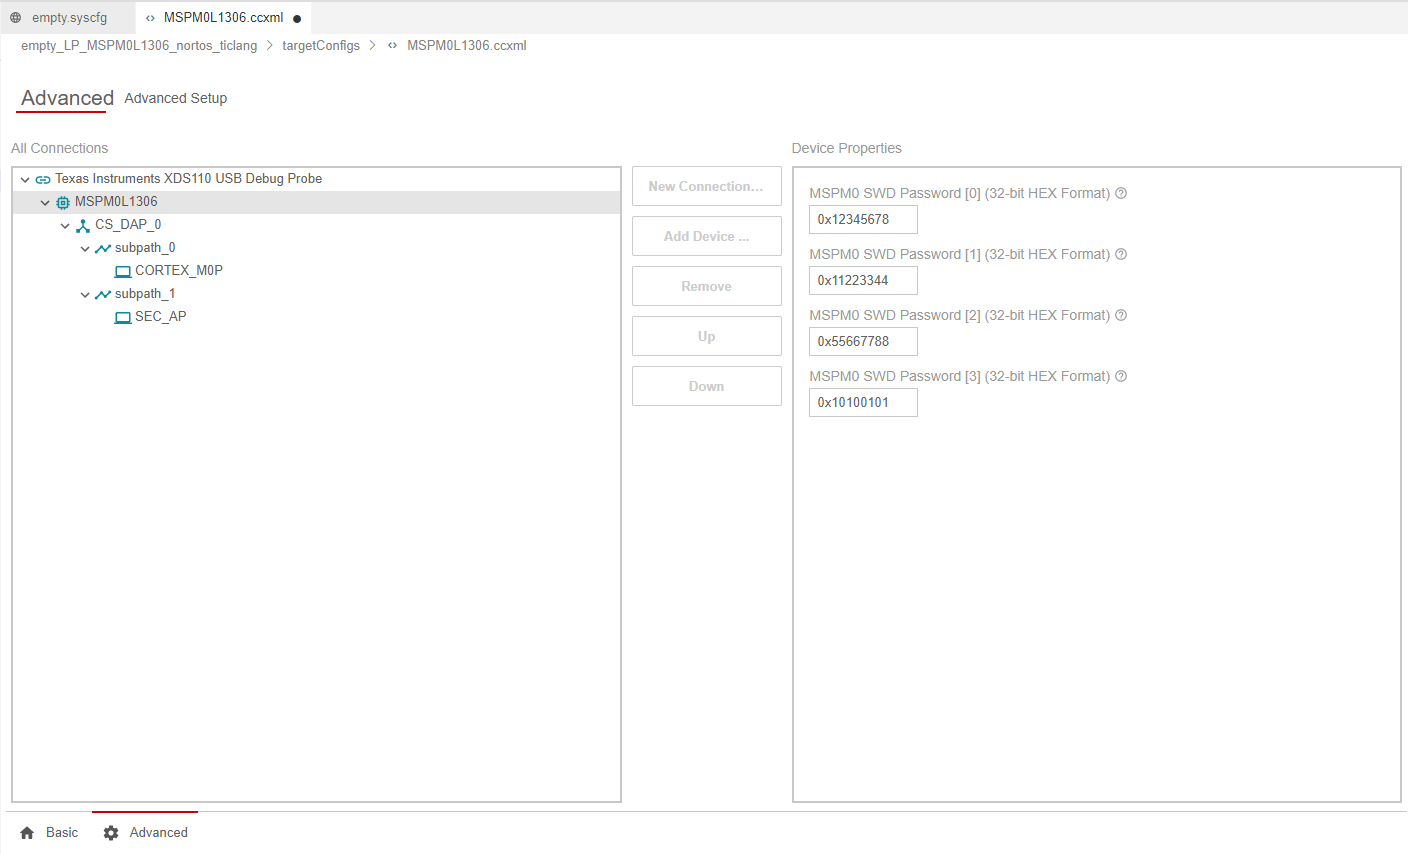 empty.syscfg
MSPM0L1306.ccxml
empty_LP_MSPM0L1306_nortos_ticlang > targetConfigs > MSPM0L1306.ccxml
Advanced Advanced Setup
All Connections
Texas Instruments XDS110 USB Debug Probe
MSPM0L1306
CS_DAP_0
subpath_0
CORTEX_M0P
subpath_1
SEC_AP
New Connection...
Add Device ...
Remove
Up
Down
Device Properties
MSPM0 SWD Password [0] (32-bit HEX Format)
0x12345678
MSPM0 SWD Password [1] (32-bit HEX Format)
0x11223344
MSPM0 SWD Password [2] (32-bit HEX Format)
0x55667788
MSPM0 SWD Password [3] (32-bit HEX Format)
0x10100101
Basic
Advanced